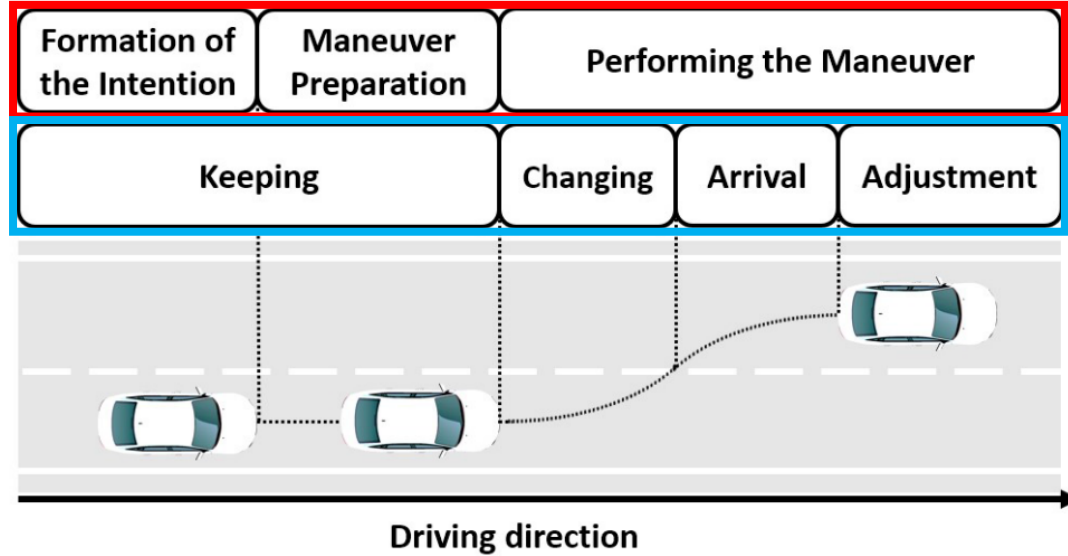 Formation of
the Intention
Maneuver
Preparation
Performing the Maneuver
Keeping
Changing
Arrival
Adjustment
Driving direction